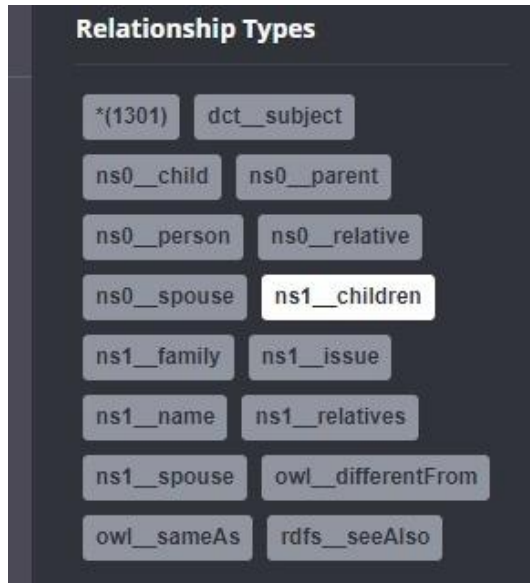 Relationship Types
*(1301) dct__subject
ns0__child ns0__parent
ns0__person ns0__relative
ns0__spouse ns1__children
ns1__family ns1__issue
ns1__name ns1__relatives
ns1__spouse owl__differentFrom
owl__sameAs rdfs__seeAlso